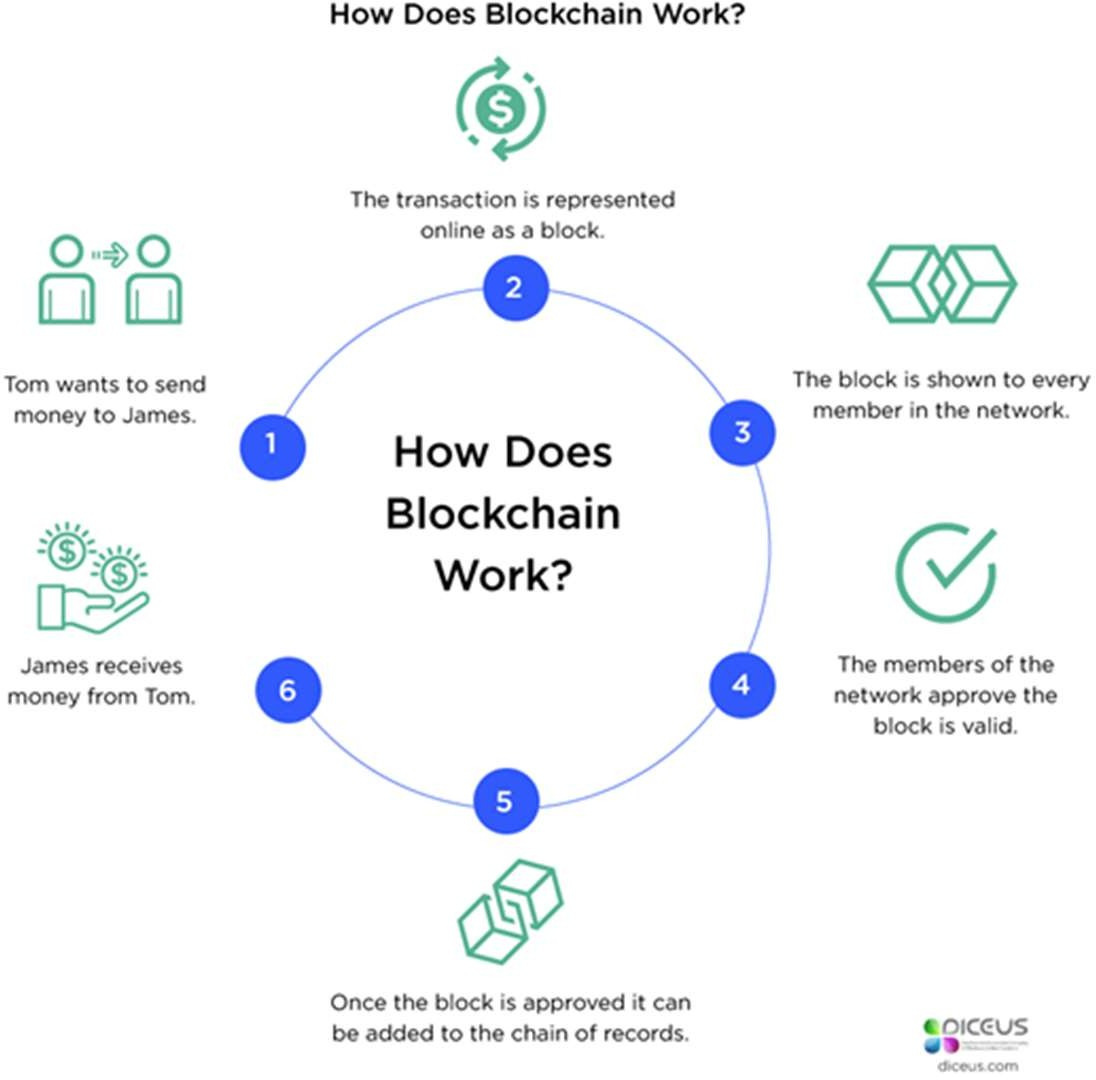 How Does Blockchain Work?
$
The transaction is represented
online as a block.
2
Tom wants to send
money to James.
1
The block is shown to every
member in the network.
3
How Does
Blockchain
Work?
$
$
James receives
money from Tom.
6
The members of the
network approve the
block is valid.
4
5
Once the block is approved it can
be added to the chain of records.
DICEUS
diceus.com